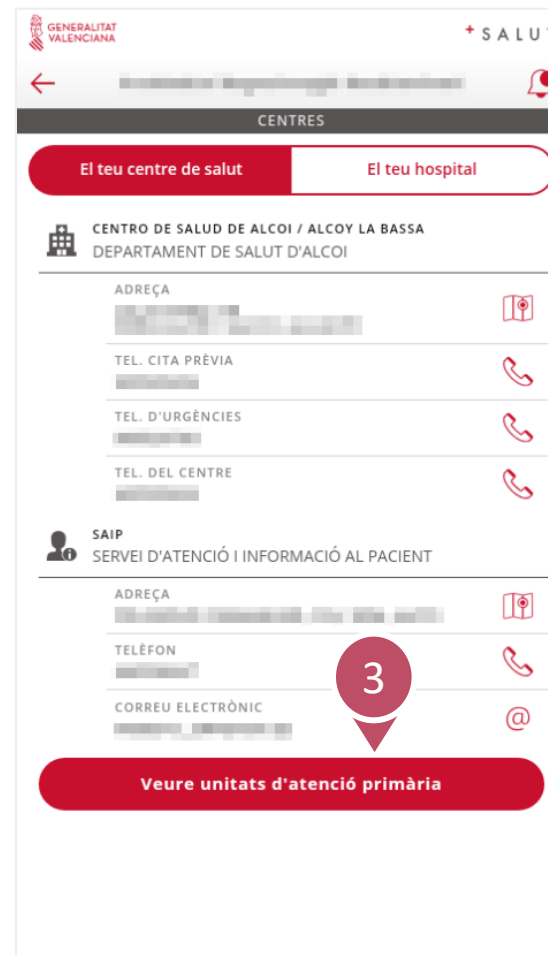 GENERALITAT
VALENCIANA
+ SALUT
CENTRES
El teu centre de salut
El teu hospital
CENTRO DE SALUD DE ALCOI / ALCOY LA BASSA
DEPARTAMENT DE SALUT D'ALCOI
ADREÇA
TEL. CITA PRÈVIA
TEL. D'URGÈNCIES
TEL. DEL CENTRE
SAIP
SERVEI D'ATENCIÓ I INFORMACIÓ AL PACIENT
ADREÇA
TELÈFON
3
CORREU ELECTRÒNIC
@
Veure unitats d'atenció primària